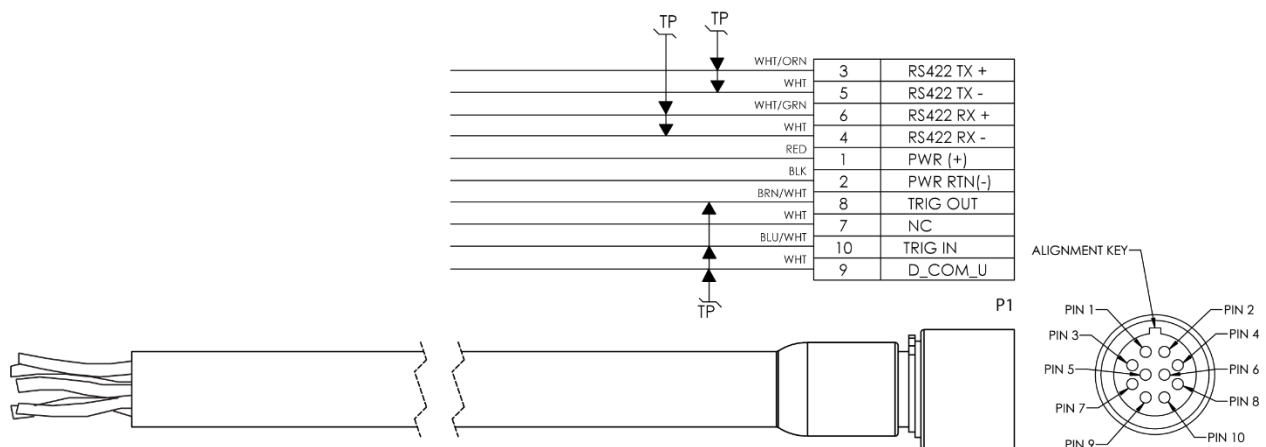 TP
TP
WHT/ORN 3 RS422 TX +
WHT 5 RS422 TX -
WHT/GRN 6 RS422 RX +
WHT 4 RS422 RX -
RED 1 PWR (+)
BLK 2 PWR RTN(-)
BRN/WHT 8 TRIG OUT
WHT 7 NC
BLU/WHT 10 TRIG IN
WHT 9 D_COM_U
TP
P1
ALIGNMENT KEY
PIN 1
PIN 2
PIN 3
PIN 4
PIN 5
PIN 6
PIN 7
PIN 8
PIN 9
PIN 10